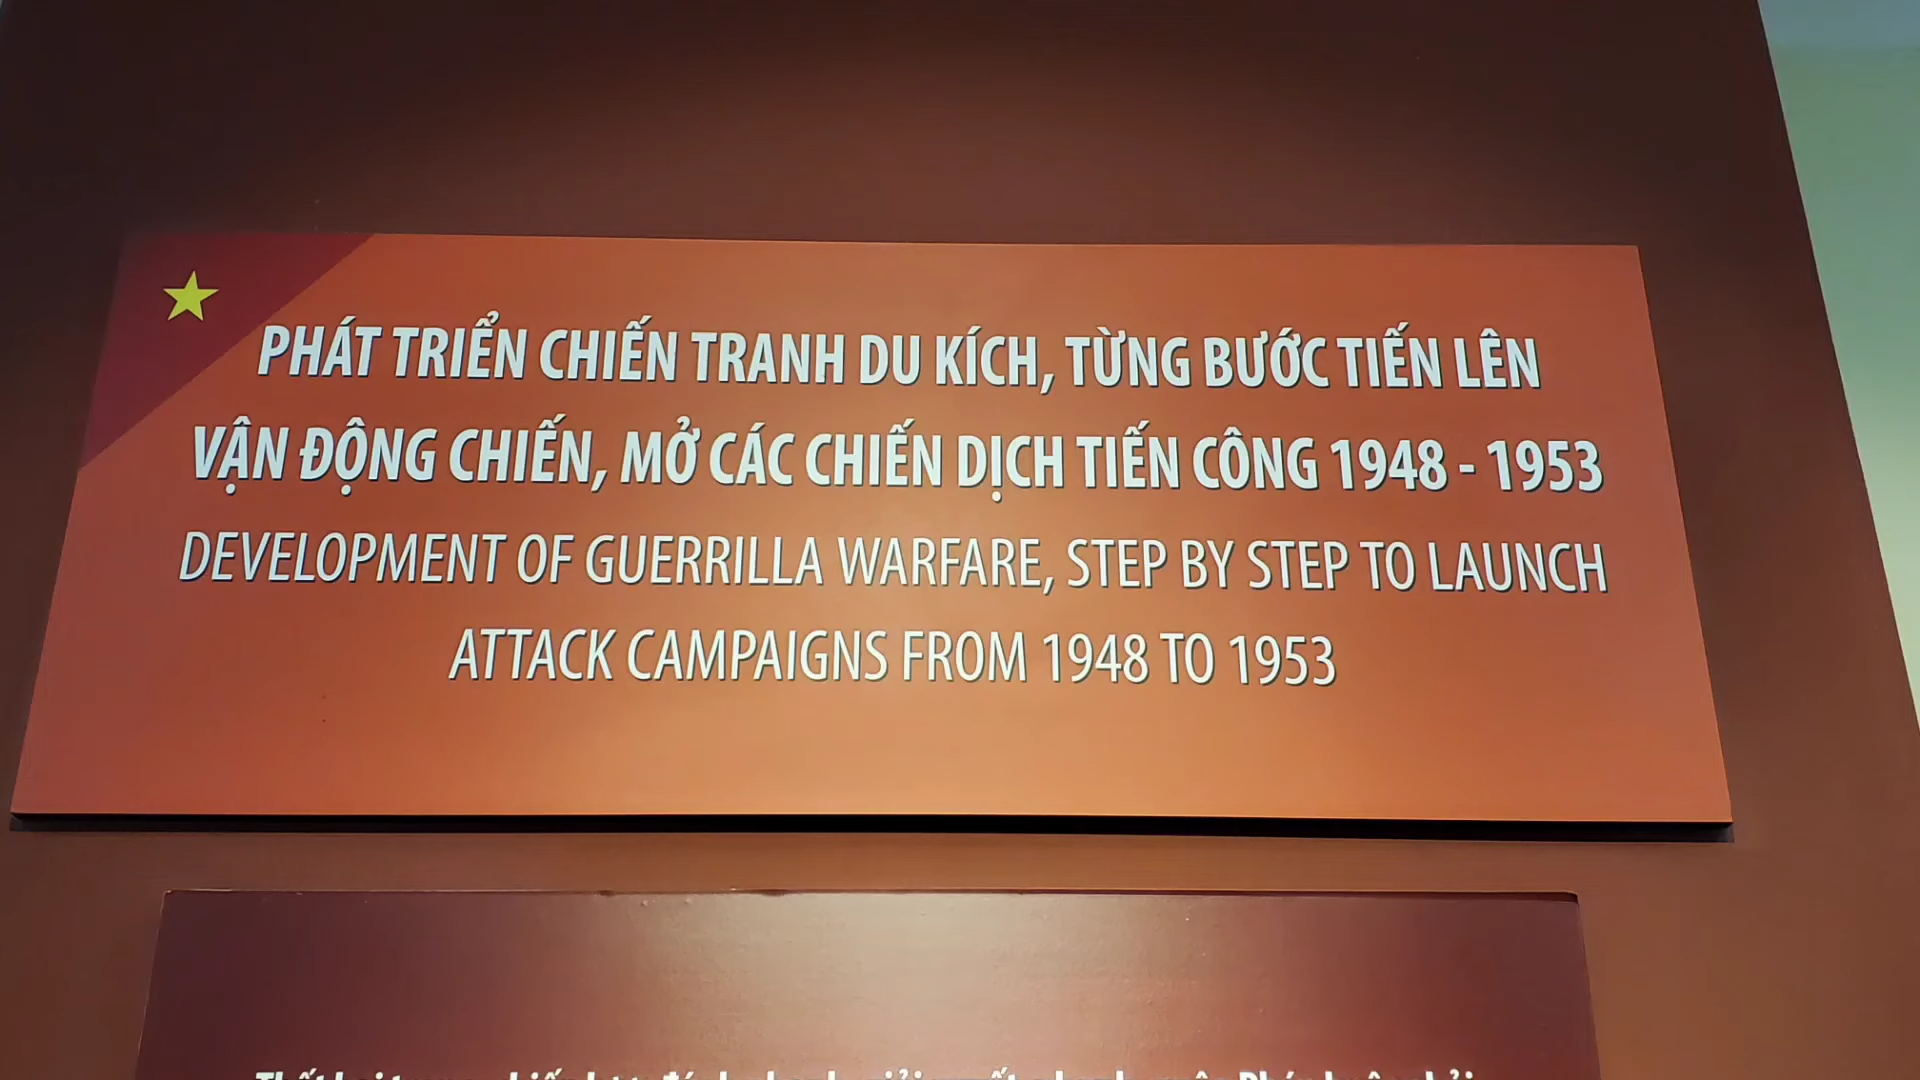 PHÁT TRIỂN CHIẾN TRANH DU KÍCH, TỪNG BƯỚC TIẾN LÊN
VẬN ĐỘNG CHIẾN, MỞ CÁC CHIẾN DỊCH TIẾN CÔNG 1948 - 1953
DEVELOPMENT OF GUERRILLA WARFARE, STEP BY STEP TO LAUNCH
ATTACK CAMPAIGNS FROM 1948 TO 1953